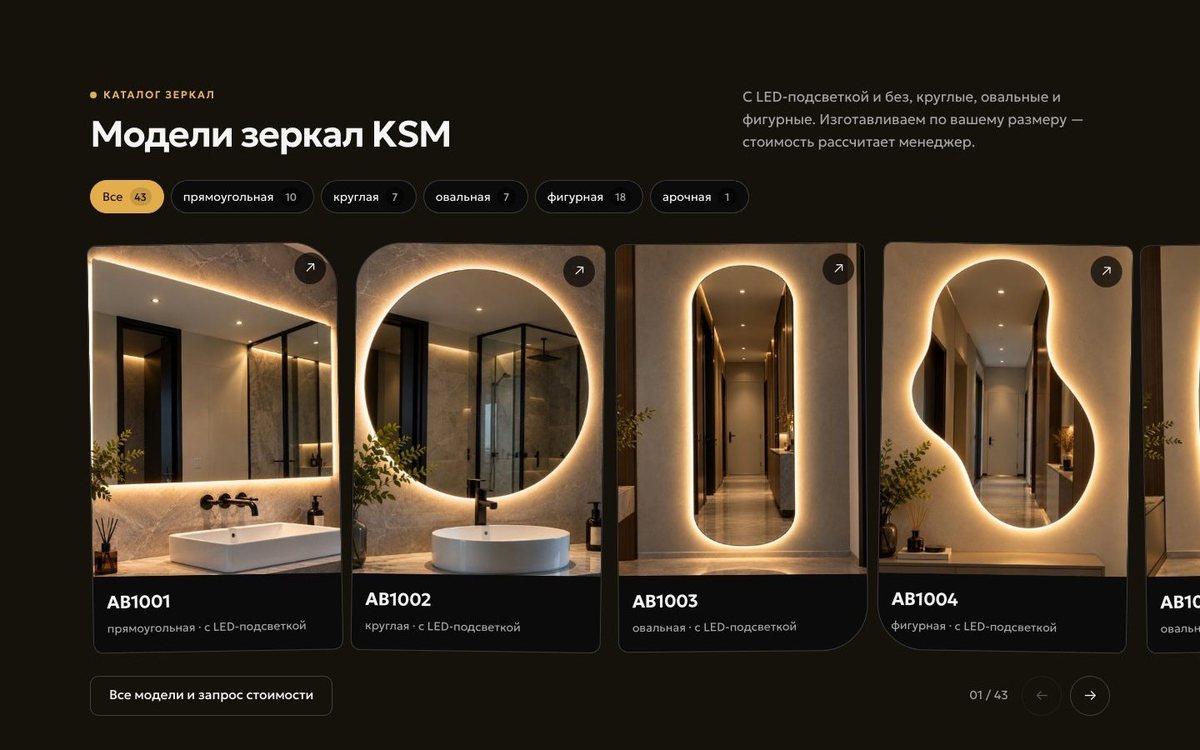 КАТАЛОГ ЗЕРКАЛ
Модели зеркал KSM
С LED-подсветкой и без, круглые, овальные и
фигурные. Изготавливаем по вашему размеру —
стоимость рассчитает менеджер.
Все 43
прямоугольная 10
круглая 7
овальная 7
фигурная 18
арочная 1
AB1001
прямоугольная · с LED-подсветкой
AB1002
круглая · с LED-подсветкой
AB1003
овальная · с LED-подсветкой
AB1004
фигурная · с LED-подсветкой
Все модели и запрос стоимости
01 / 43